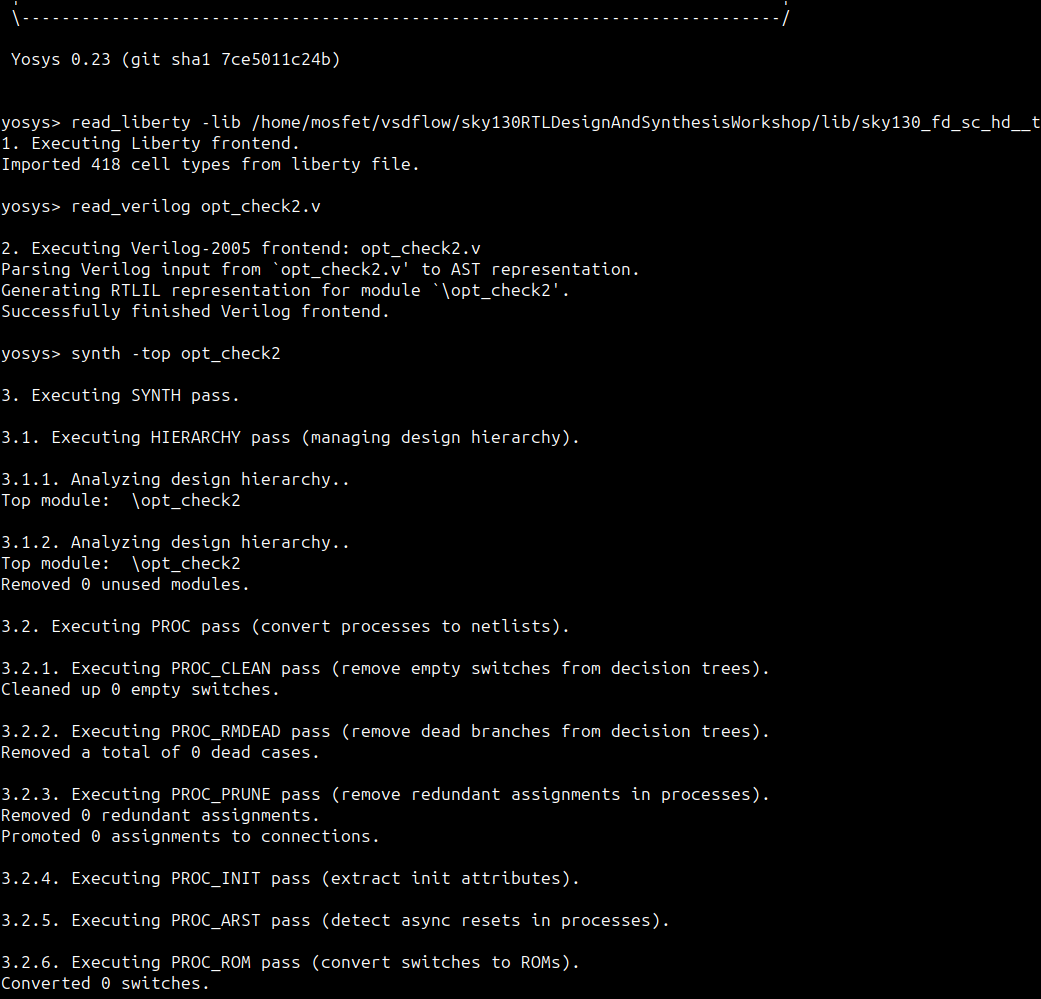 \----------------------------------------------------------------------------/
Yosys 0.23 (git sha1 7ce5011c24b)
yosys> read_liberty -lib /home/mosfet/vsdflow/sky130RTLDesignAndSynthesisWorkshop/lib/sky130_fd_sc_hd__t
1. Executing Liberty frontend.
Imported 418 cell types from liberty file.
yosys> read_verilog opt_check2.v
2. Executing Verilog-2005 frontend: opt_check2.v
Parsing Verilog input from `opt_check2.v' to AST representation.
Generating RTLIL representation for module `\opt_check2'.
Successfully finished Verilog frontend.
yosys> synth -top opt_check2
3. Executing SYNTH pass.
3.1. Executing HIERARCHY pass (managing design hierarchy).
3.1.1. Analyzing design hierarchy..
Top module:  \opt_check2
3.1.2. Analyzing design hierarchy..
Top module:  \opt_check2
Removed 0 unused modules.
3.2. Executing PROC pass (convert processes to netlists).
3.2.1. Executing PROC_CLEAN pass (remove empty switches from decision trees).
Cleaned up 0 empty switches.
3.2.2. Executing PROC_RMDEAD pass (remove dead branches from decision trees).
Removed a total of 0 dead cases.
3.2.3. Executing PROC_PRUNE pass (remove redundant assignments in processes).
Removed 0 redundant assignments.
Promoted 0 assignments to connections.
3.2.4. Executing PROC_INIT pass (extract init attributes).
3.2.5. Executing PROC_ARST pass (detect async resets in processes).
3.2.6. Executing PROC_ROM pass (convert switches to ROMs).
Converted 0 switches.